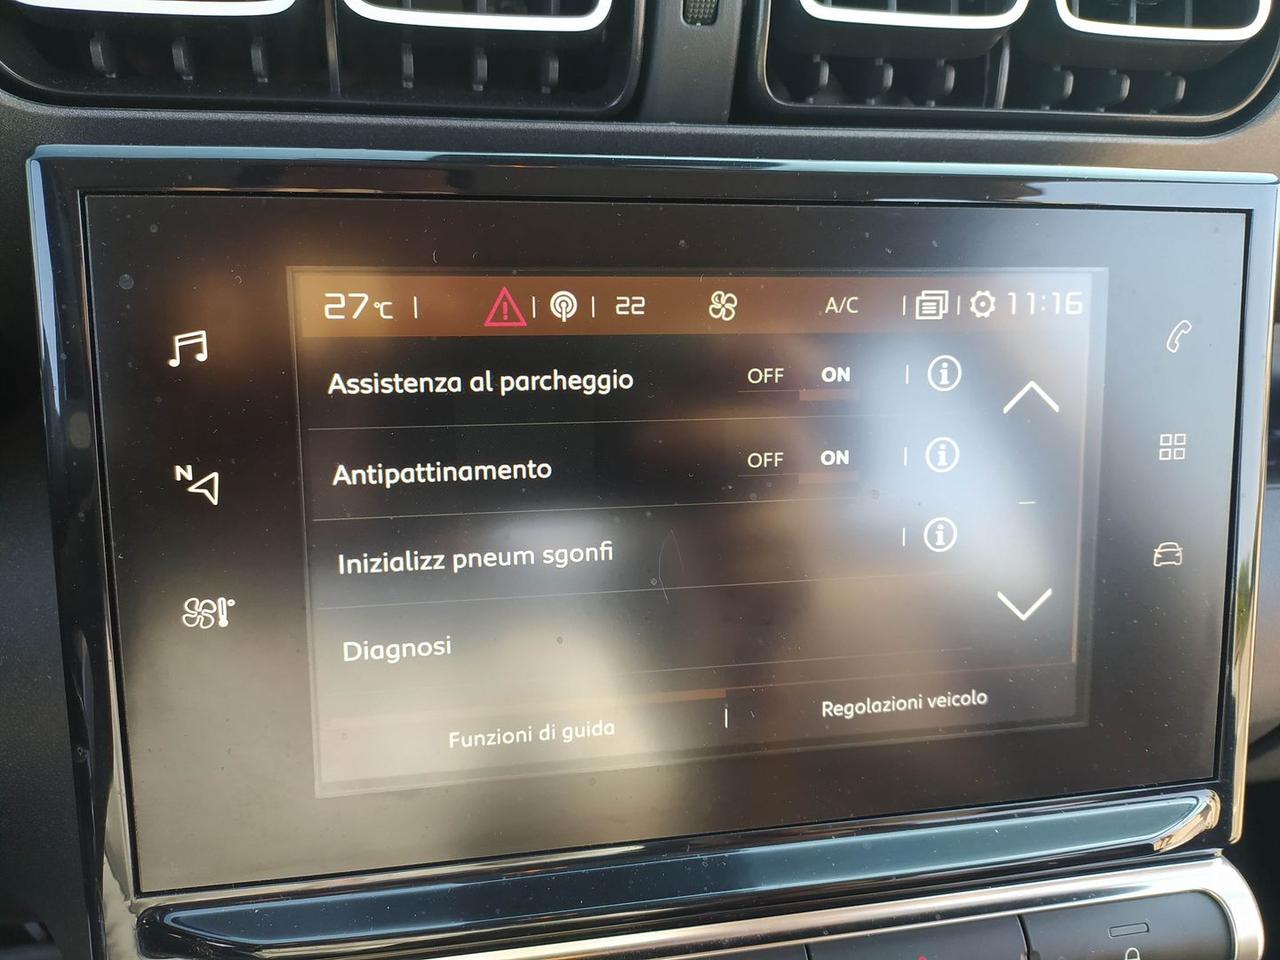 27°C 22 A/C 11:16
Assistenza al parcheggio OFF ON
Antipattinamento OFF ON
Inizializz pneum sgonfi
Diagnosi
Funzioni di guida Regolazioni veicolo
N